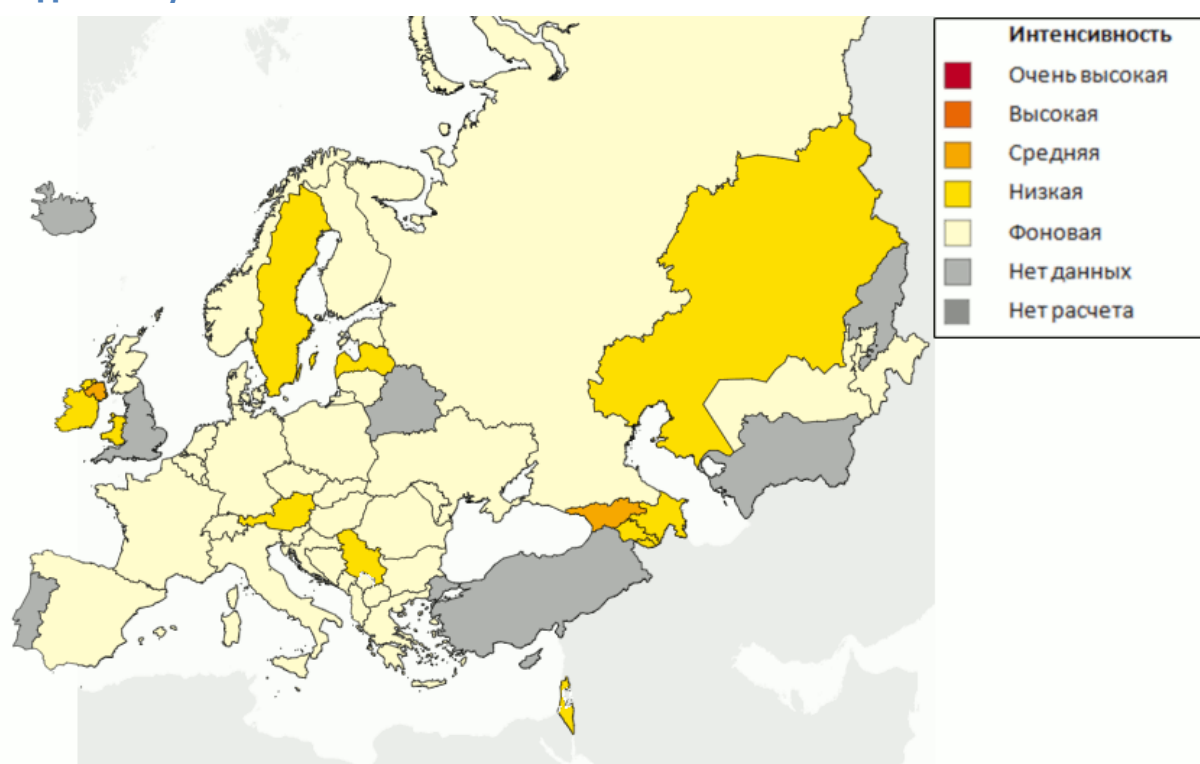 Интенсивность
Очень высокая
Высокая
Средняя
Низкая
Фоновая
Нет данных
Нет расчета